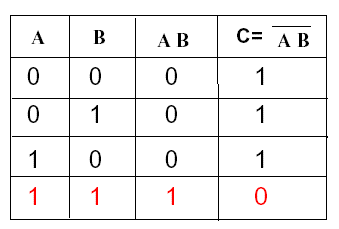 A B A B C= A̅ ̅B̅
0 0 0 1
0 1 0 1
1 0 0 1
1 1 1 0